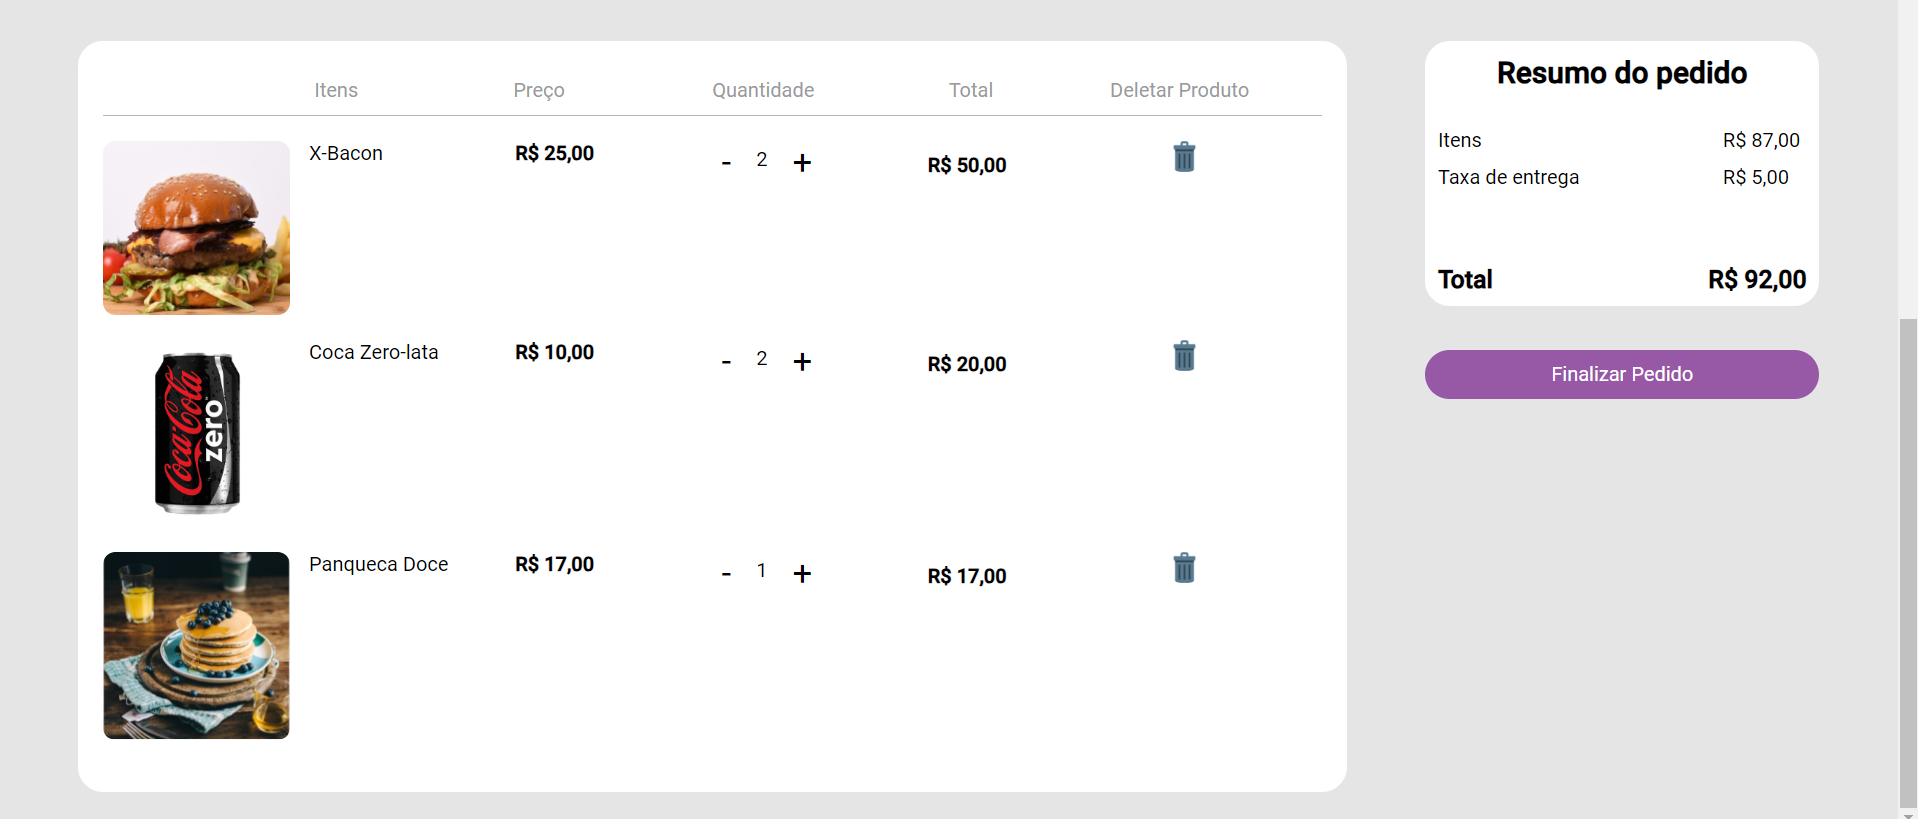 Itens Preço Quantidade Total Deletar Produto
X-Bacon R$ 25,00 - 2 + R$ 50,00
Coca Zero-lata R$ 10,00 - 2 + R$ 20,00
Coca-Cola
zero
Panqueca Doce R$ 17,00 - 1 + R$ 17,00
Resumo do pedido
Itens R$ 87,00
Taxa de entrega R$ 5,00
Total R$ 92,00
Finalizar Pedido